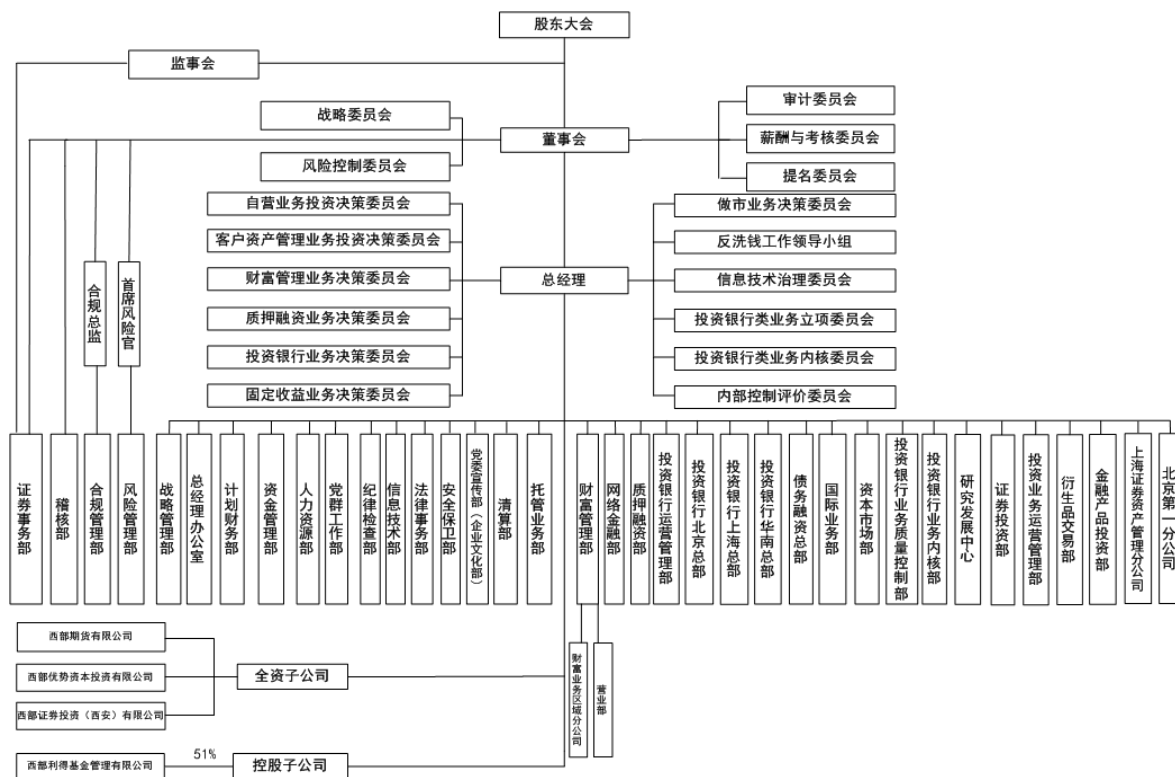 股东大会
监事会
战略委员会
审计委员会
董事会
薪酬与考核委员会
风险控制委员会
提名委员会
自营业务投资决策委员会
做市业务决策委员会
客户资产管理业务投资决策委员会
反洗钱工作领导小组
财富管理业务决策委员会
总经理
信息技术治理委员会
质押融资业务决策委员会
投资银行类业务立项委员会
投资银行业务决策委员会
投资银行类业务内核委员会
固定收益业务决策委员会
内部控制评价委员会
合规总监
首席风险官
证券事务部
稽核部
合规管理部
风险管理部
战略管理部
总经理办公室
计划财务部
资金管理部
人力资源部
党群工作部
纪律检查部
信息技术部
法律事务部
安全保卫部
党委宣传部（企业文化部）
清算部
托管业务部
财富管理部
网络金融部
质押融资部
投资银行运营管理部
投资银行北京总部
投资银行上海总部
投资银行华南总部
债务融资总部
国际业务部
资本市场部
投资银行业务质量控制部
投资银行业务内核部
研究发展中心
证券投资部
投资业务运营管理部
衍生品交易部
金融产品投资部
上海证券资产管理分公司
北京第一分公司
西部期货有限公司
西部优势资本投资有限公司
全资子公司
西部证券投资（西安）有限公司
财富业务区域分公司
营业部
西部利得基金管理有限公司
51%
控股子公司